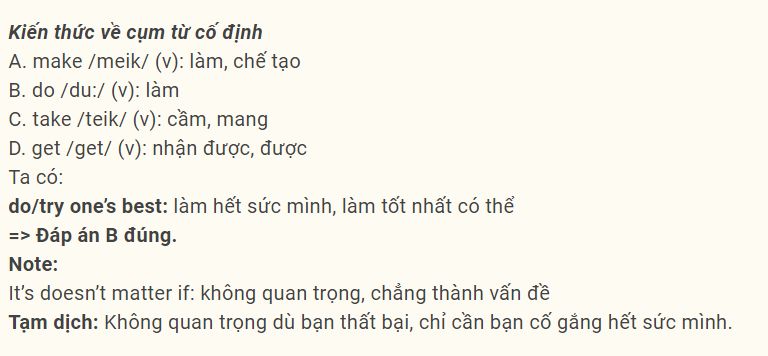 Kiến thức về cụm từ cố định
A. make /meik/ (v): làm, chế tạo
B. do /du:/ (v): làm
C. take /teik/ (v): cầm, mang
D. get /get/ (v): nhận được, được
Ta có:
do/try one’s best: làm hết sức mình, làm tốt nhất có thể
=> Đáp án B đúng.
Note:
It’s doesn’t matter if: không quan trọng, chẳng thành vấn đề
Tạm dịch: Không quan trọng dù bạn thất bại, chỉ cần bạn cố gắng hết sức mình.